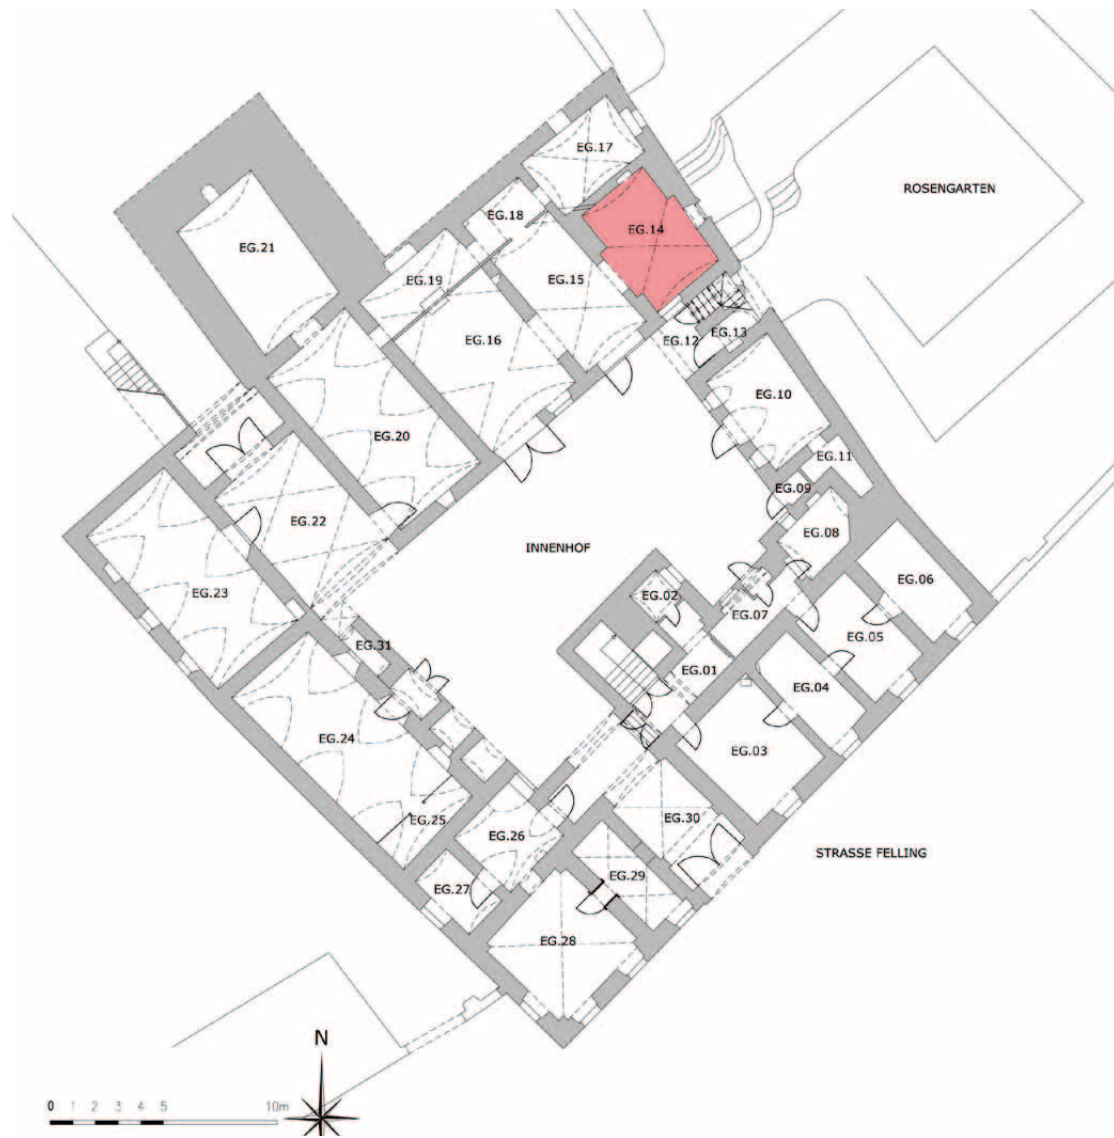 EG.17
ROSENGARTEN
EG.18
EG.14
EG.21
EG.19
EG.15
EG.13
EG.12
EG.16
EG.10
EG.20
EG.11
EG.09
EG.22
EG.08
INNENHOF
EG.06
EG.23
EG.02
EG.07
EG.05
EG.31
EG.01
EG.04
EG.24
EG.03
EG.25
EG.30
EG.26
STRASSE FELLING
EG.29
EG.27
EG.28
N
0 1 2 3 4 5 10m